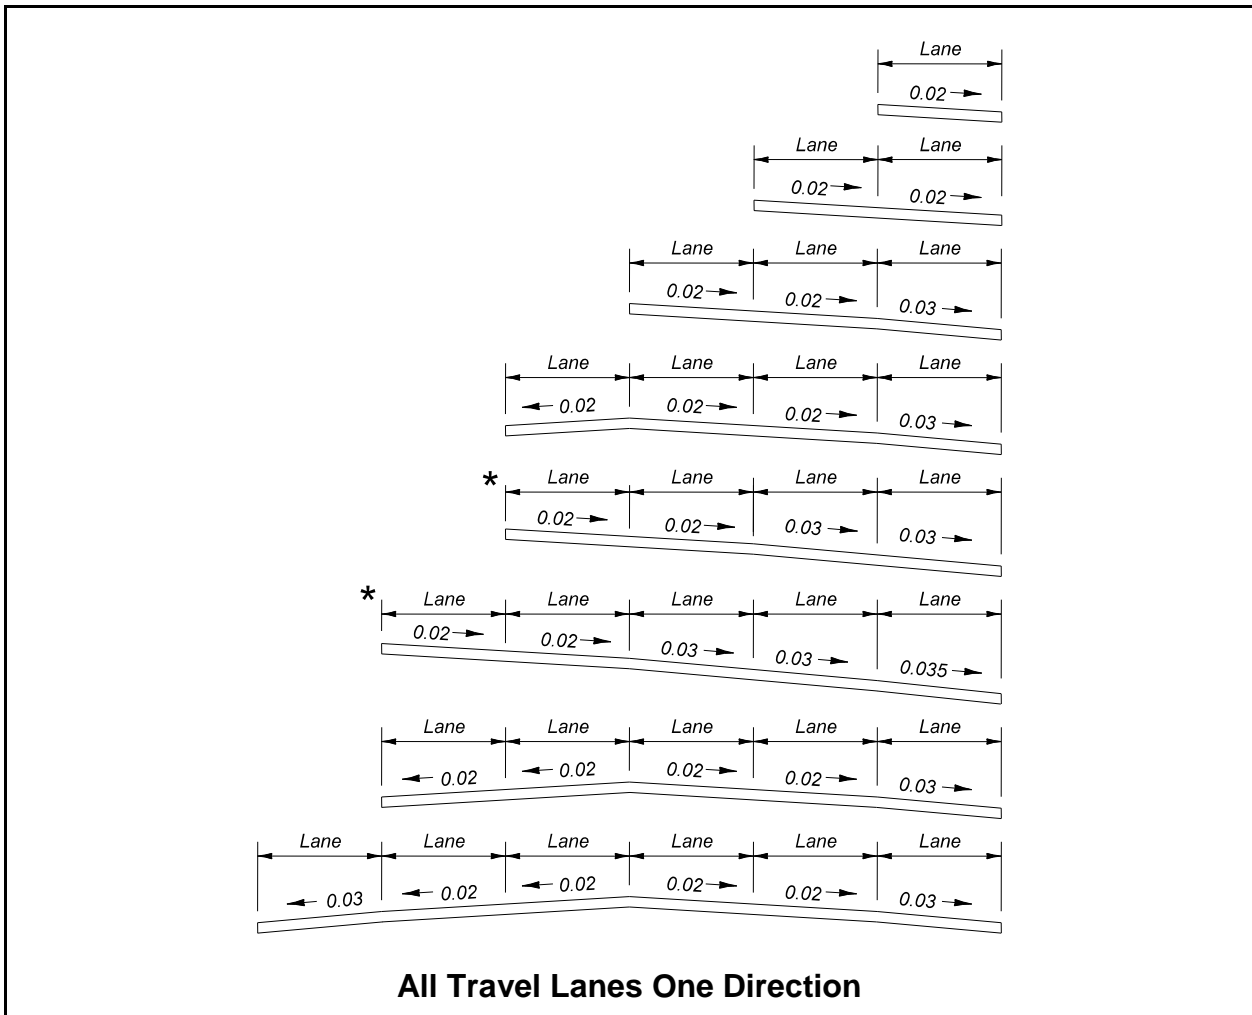 Lane
0.02
Lane Lane
0.02 0.02
Lane Lane Lane
0.02 0.02 0.03
Lane Lane Lane Lane
0.02 0.02 0.02 0.03
* Lane Lane Lane Lane
0.02 0.02 0.03 0.03
* Lane Lane Lane Lane Lane
0.02 0.02 0.03 0.03 0.035
Lane Lane Lane Lane Lane
0.02 0.02 0.02 0.02 0.03
Lane Lane Lane Lane Lane Lane
0.03 0.02 0.02 0.02 0.02 0.03
All Travel Lanes One Direction